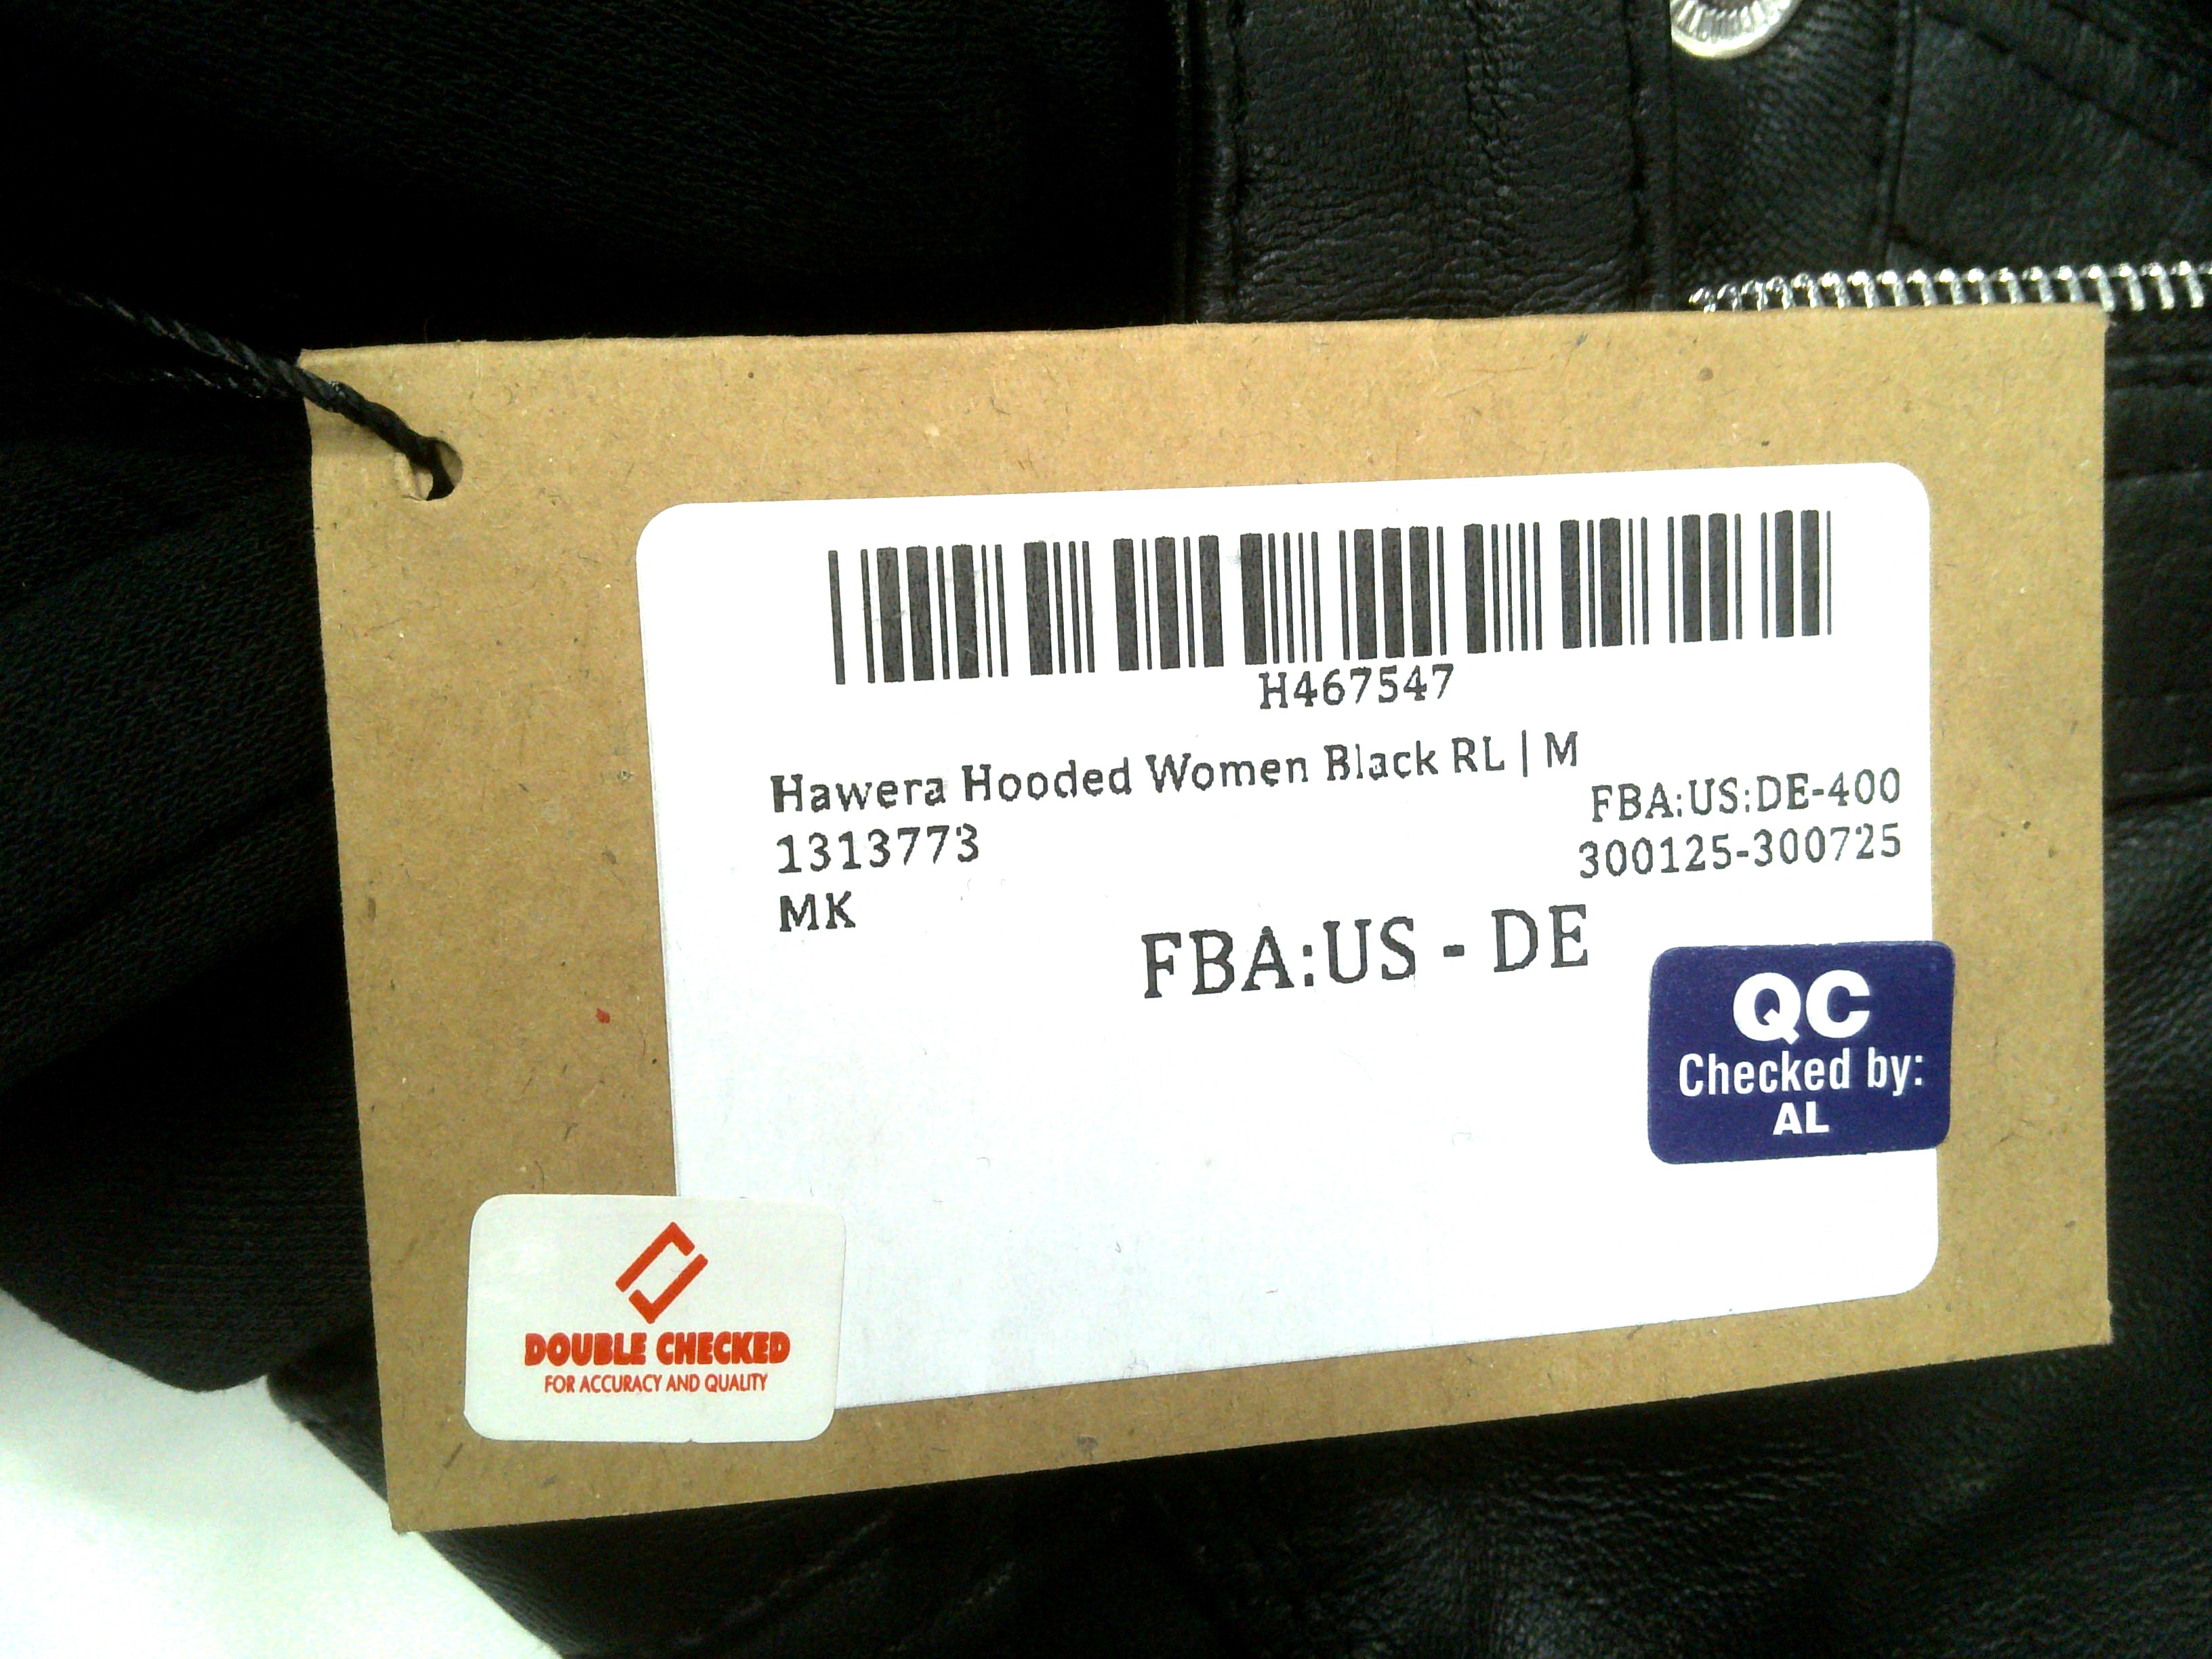 H467547
Hawera Hooded Women Black RL | M
FBA:US:DE-400
1313773
300125-300725
MK
FBA:US - DE
QC
Checked by:
AL
DOUBLE CHECKED
FOR ACCURACY AND QUALITY